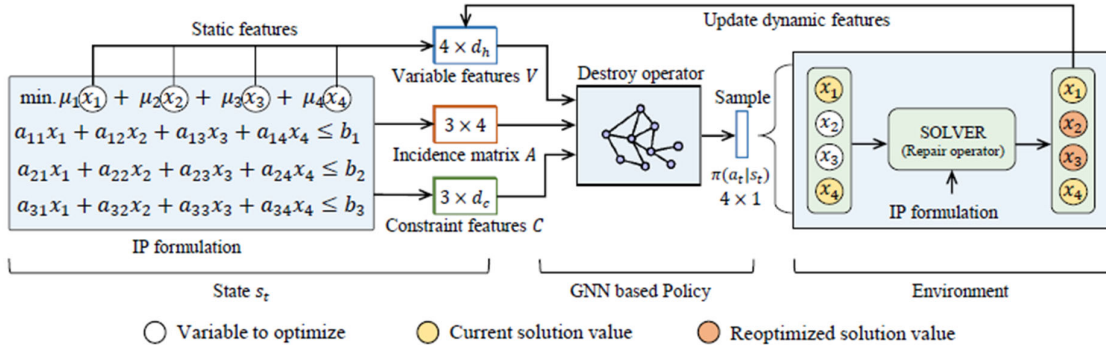 Static features
Update dynamic features
min. μ₁x₁ + μ₂x₂ + μ₃x₃ + μ₄x₄
a₁₁x₁ + a₁₂x₂ + a₁₃x₃ + a₁₄x₄ ≤ b₁
a₂₁x₁ + a₂₂x₂ + a₂₃x₃ + a₂₄x₄ ≤ b₂
a₃₁x₁ + a₃₂x₂ + a₃₃x₃ + a₃₄x₄ ≤ b₃
IP formulation
4 × d_h
Variable features V
3 × 4
Incidence matrix A
3 × d_c
Constraint features C
Destroy operator
Sample
π(a_t|s_t)
4 × 1
x₁
x₂
x₃
x₄
SOLVER
(Repair operator)
IP formulation
x₁
x₂
x₃
x₄
State s_t
GNN based Policy
Environment
Variable to optimize
Current solution value
Reoptimized solution value